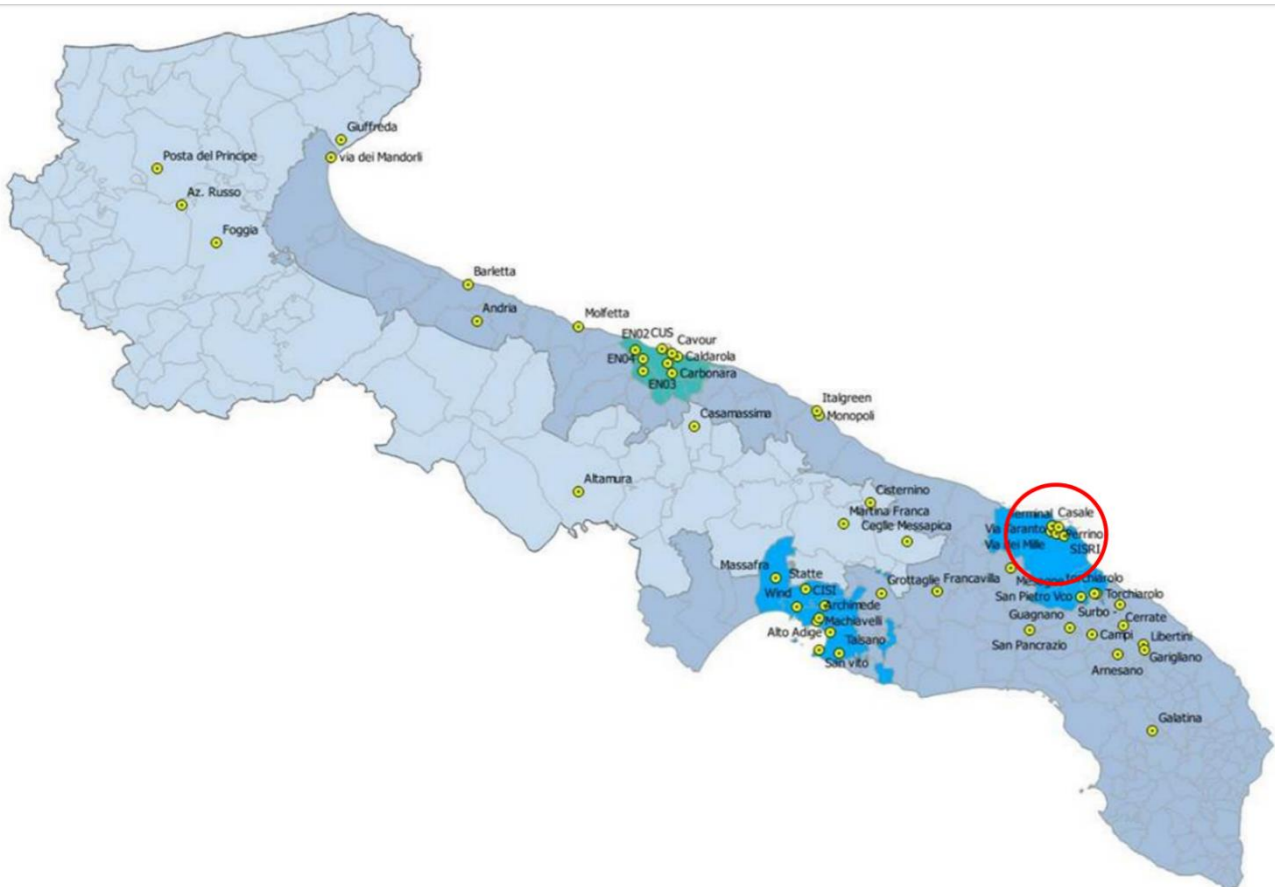 Giuffreda
Posta del Principe
via dei Mandorli
Az. Russo
Foggia
Barletta
Andria
Molfetta
EN02 CUS
Cavour
EN04
Caldarola
Carbonara
EN03
Italgreen
Monopoli
Casamassima
Altamura
Cisternino
Martina Franca
Ceglie Messapica
Terminal Casale
Via Taranto
Perrino
Via dei Mille
SISRI
Massafra
Statte
Grottaglie
Francavilla
Torchiarolo
Wind
CISI
San Pietro Vco
Torchiarolo
Archimede
Guagnano
Surbo
Machiavelli
Cerrate
Alto Adige
Talsano
San Pancrazio
Campi
Libertini
San vito
Arnesano
Garigliano
Galatina